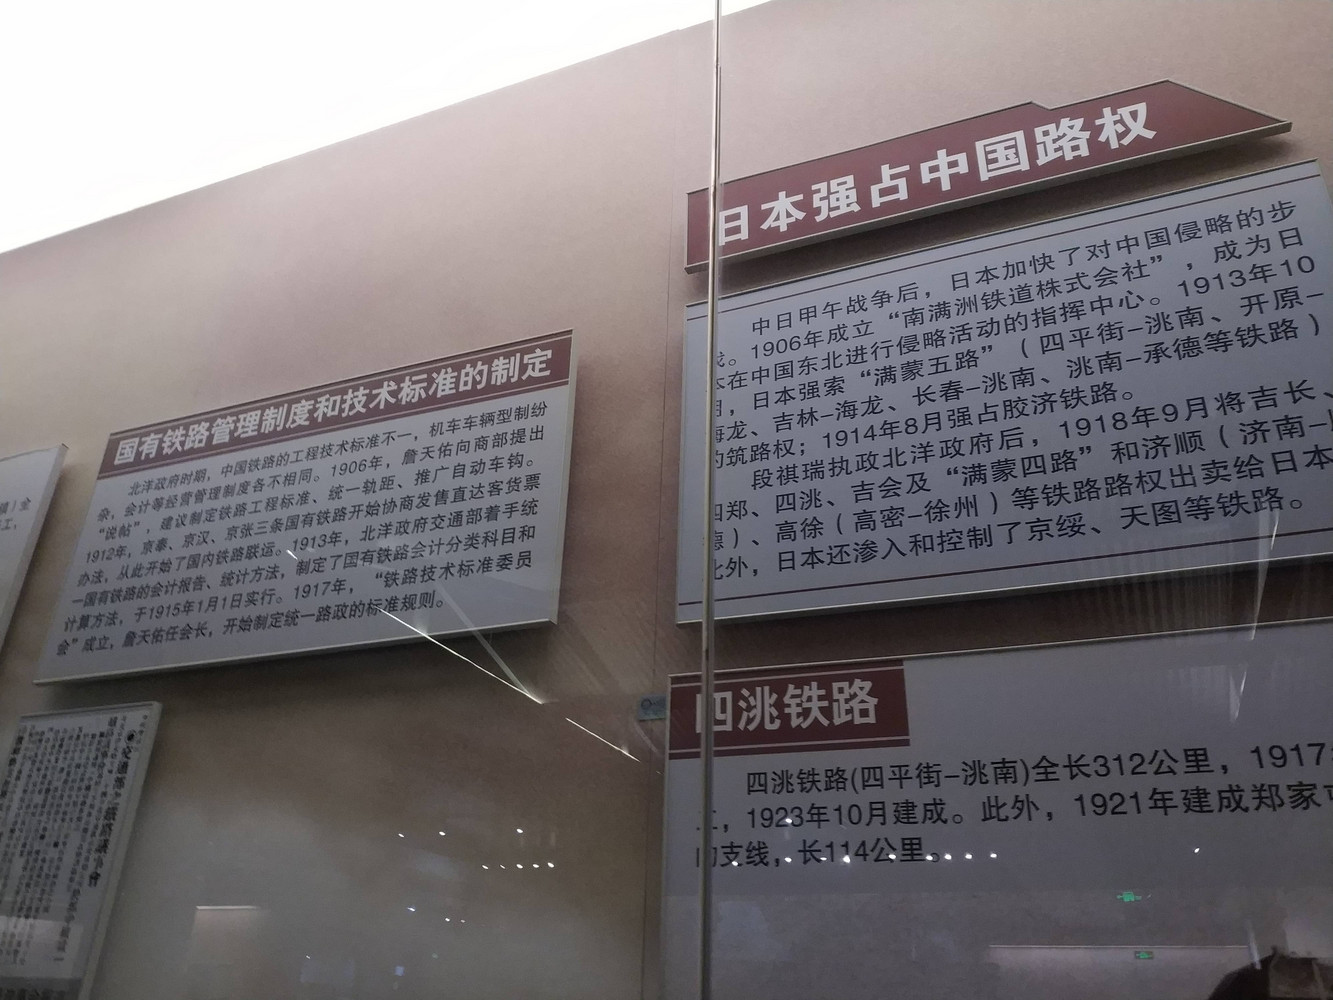 国有铁路管理制度和技术标准的制定
北洋政府时期，中国铁路的工程技术标准不一，机车车辆型制纷
杂，会计等经营管理制度各不相同。1906年，詹天佑向商部提出
“说帖”，建议制定铁路工程标准、统一轨距、推广自动车钩。
1912年，京奉、京汉、京张三条国有铁路开始协商发售直达客货票
办法，从此开始了国内铁路联运。1913年，北洋政府交通部着手统
一国有铁路的会计报告、统计方法，制定了国有铁路会计分类科目和
计算方法，于1915年1月1日实行。1917年，“铁路技术标准委员
会”成立，詹天佑任会长，开始制定统一路政的标准规则。
日本强占中国路权
中日甲午战争后，日本加快了对中国侵略的步
伐。1906年成立“南满洲铁道株式会社”，成为日
本在中国东北进行侵略活动的指挥中心。1913年10
月，日本强索“满蒙五路”（四平街-洮南、开原-
海龙、吉林-海龙、长春-洮南、洮南-承德等铁路）
的筑路权；1914年8月强占胶济铁路。
段祺瑞执政北洋政府后，1918年9月将吉长、
四郑、四洮、吉会及“满蒙四路”和济顺（济南-
德）、高徐（高密-徐州）等铁路路权出卖给日本
此外，日本还渗入和控制了京绥、天图等铁路。
四洮铁路
四洮铁路(四平街-洮南)全长312公里，1917
工，1923年10月建成。此外，1921年建成郑家屯
的支线，长114公里。